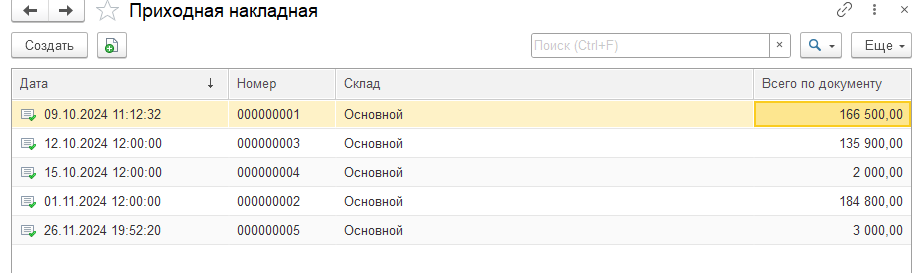 Приходная накладная
Создать Поиск (Ctrl+F) × Еще
Дата ↓ Номер Склад Всего по документу
09.10.2024 11:12:32 000000001 Основной 166 500,00
12.10.2024 12:00:00 000000003 Основной 135 900,00
15.10.2024 12:00:00 000000004 Основной 2 000,00
01.11.2024 12:00:00 000000002 Основной 184 800,00
26.11.2024 19:52:20 000000005 Основной 3 000,00